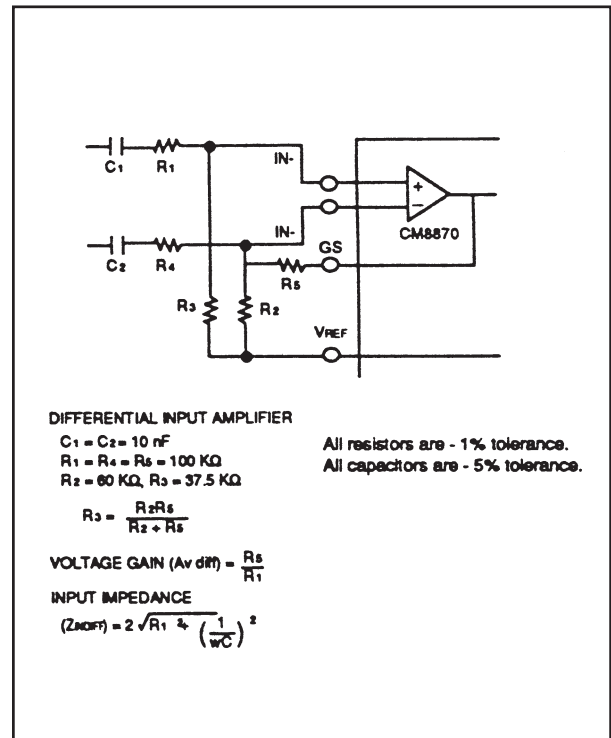 C1
R1
IN-
+
−
CM8870
C2
R4
IN-
GS
R5
R3
R2
VREF
DIFFERENTIAL INPUT AMPLIFIER
C1 = C2 = 10 nF
R1 = R4 = R5 = 100 KΩ
R2 = 60 KΩ, R3 = 37.5 KΩ
R3 = R2R5 / R2 + R5
VOLTAGE GAIN (Av diff) = R5 / R1
INPUT IMPEDANCE
(ZINDIFF) = 2 √R1 2 + (1 / wC) 2
All resistors are - 1% tolerance.
All capacitors are - 5% tolerance.